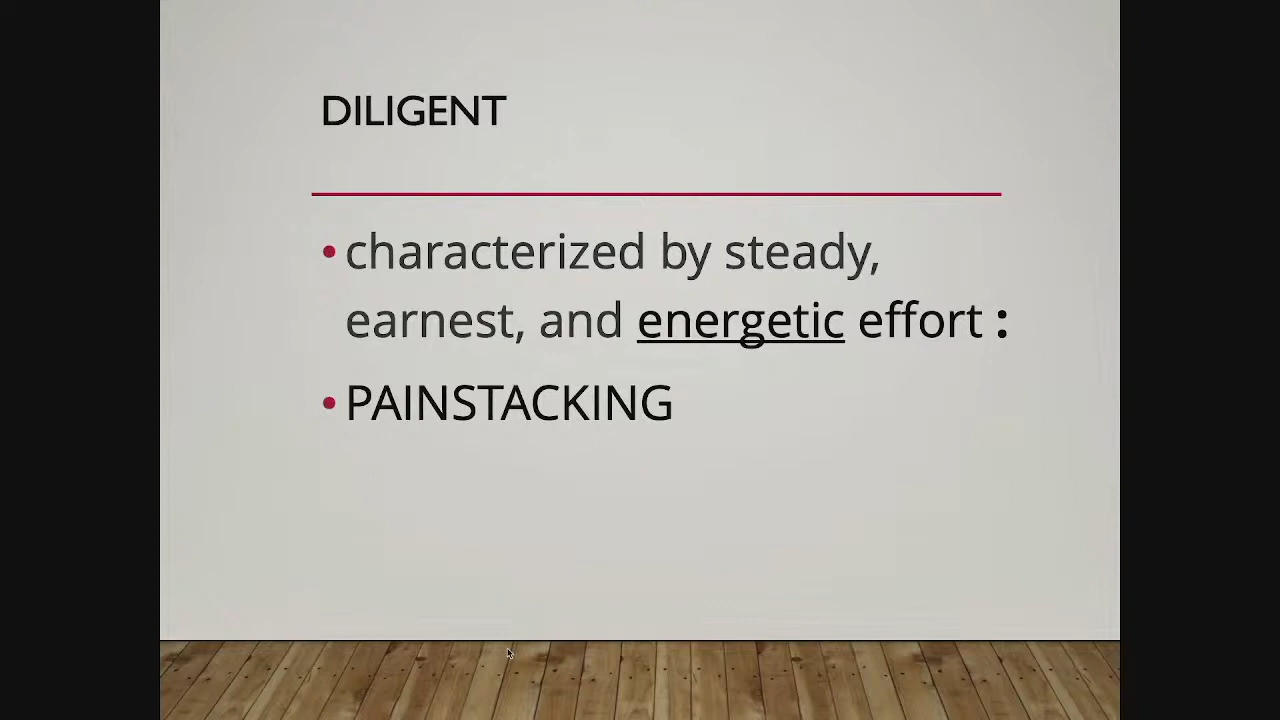 DILIGENT
•characterized by steady,
earnest, and energetic effort :
•PAINSTACKING